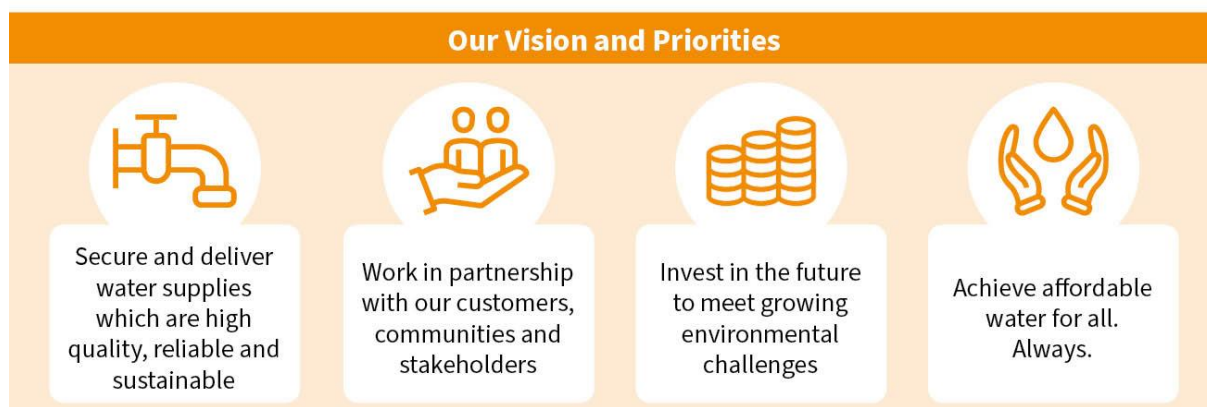 Our Vision and Priorities
Secure and deliver
water supplies
which are high
quality, reliable and
sustainable
Work in partnership
with our customers,
communities and
stakeholders
Invest in the future
to meet growing
environmental
challenges
Achieve affordable
water for all.
Always.